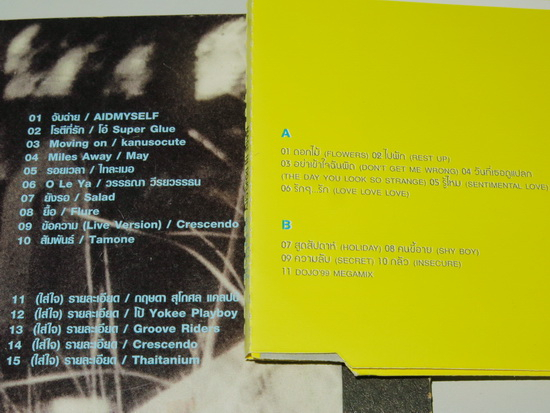 01 จับฉ่าย / AIDMYSELF
02 โรตีที่รัก / โอ๋ Super Glue
03 Moving on / kanusocute
04 Miles Away / May
05 รอยเวลา / ไทละเมอ
06 O Le Ya / วรรธนา วีรยวรรธน
07 ยังรอ / Salad
08 ยื้อ / Flure
09 ข้อความ (Live Version) / Crescendo
10 สัมพันธ์ / Tamone
11 (ใส่ใจ) รายละเอียด / กฤษดา สุโกศล แคลปป์
12 (ใส่ใจ) รายละเอียด / โป้ Yokee Playboy
13 (ใส่ใจ) รายละเอียด / Groove Riders
14 (ใส่ใจ) รายละเอียด / Crescendo
15 (ใส่ใจ) รายละเอียด / Thaitanium
A
01 ดอกไม้ (FLOWERS) 02 ไปพัก (REST UP)
03 อย่าเข้าใจฉันผิด (DON'T GET ME WRONG) 04 วันที่เธอดูแปลก
(THE DAY YOU LOOK SO STRANGE) 05 รู้ไหม (SENTIMENTAL LOVE)
06 รักๆ.. รัก (LOVE LOVE LOVE)
B
07 สุดสัปดาห์ (HOLIDAY) 08 คนขี้อาย (SHY BOY)
09 ความลับ (SECRET) 10 กลัว (INSECURE)
11 DOJO'89 MEGAMIX